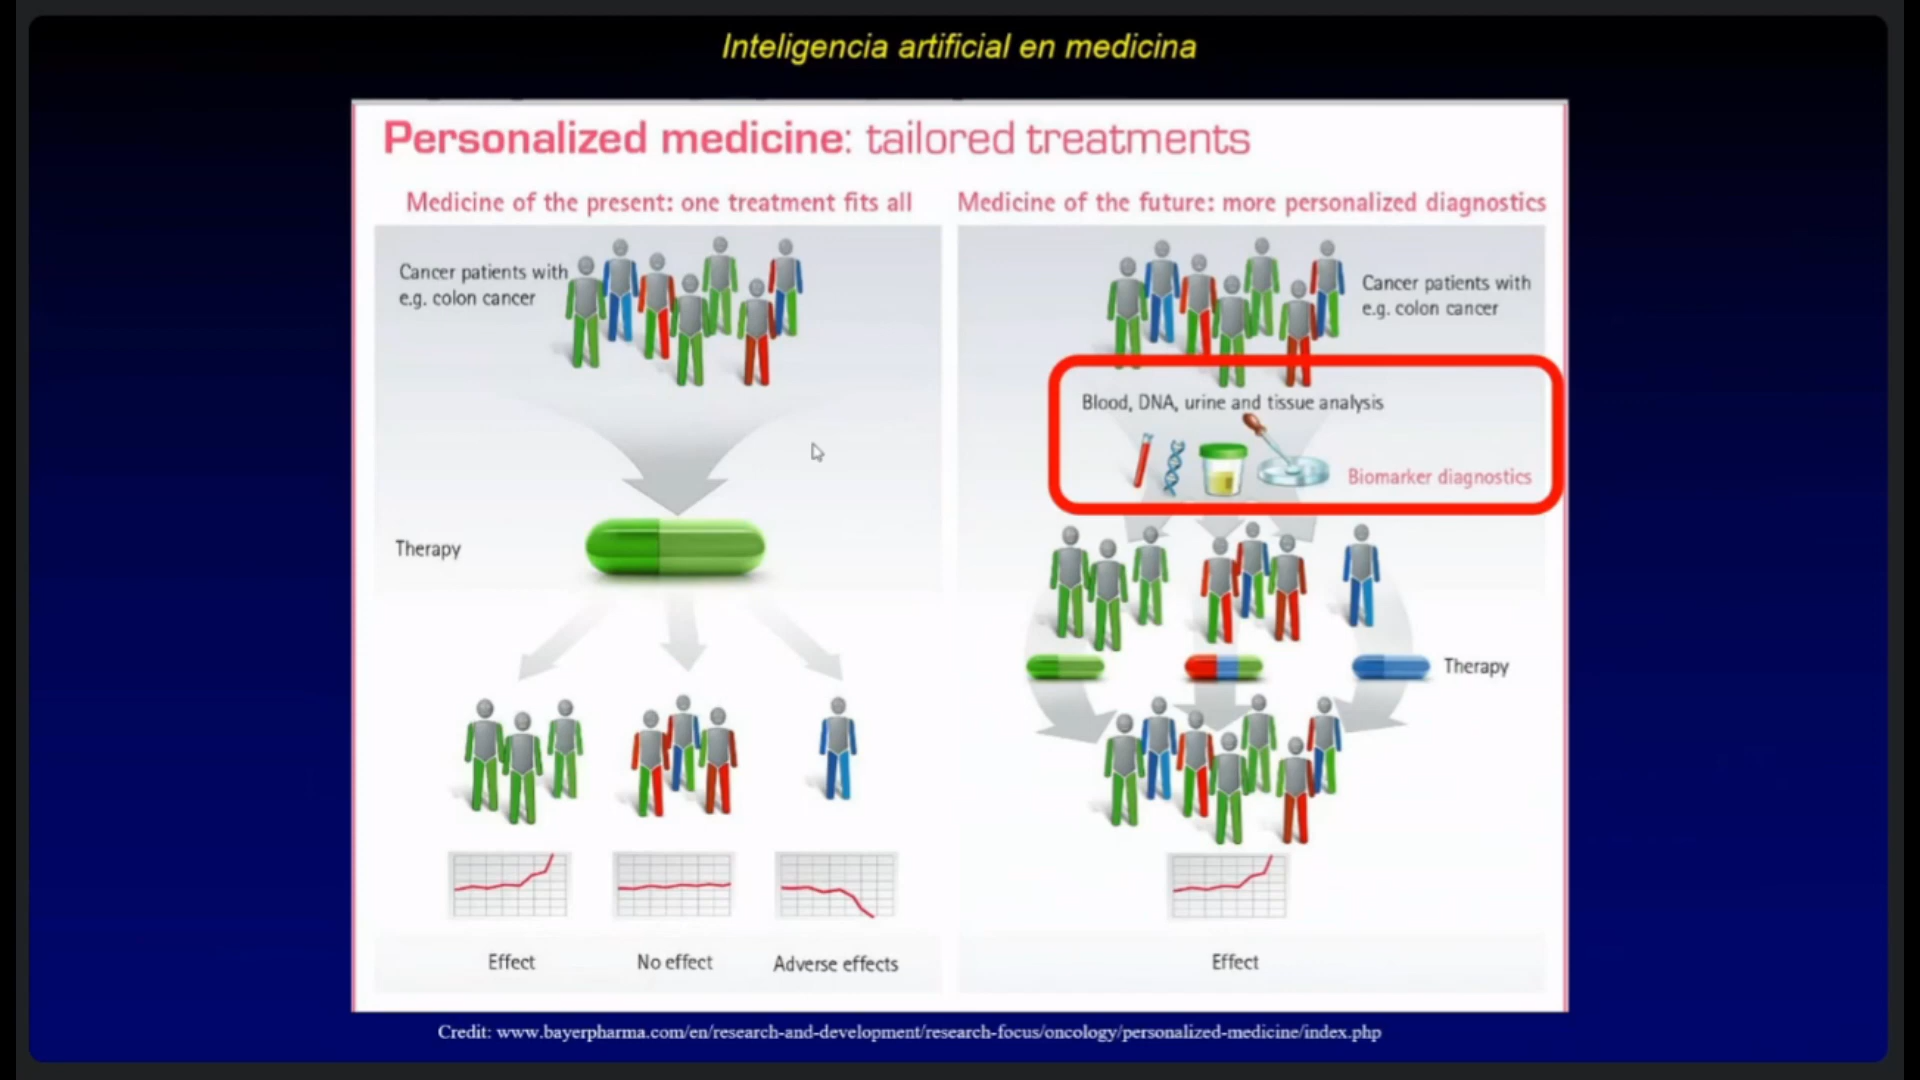 Inteligencia artificial en medicina
Personalized medicine: tailored treatments
Medicine of the present: one treatment fits all
Cancer patients with
e.g. colon cancer
Therapy
Effect
No effect
Adverse effects
Medicine of the future: more personalized diagnostics
Cancer patients with
e.g. colon cancer
Blood, DNA, urine and tissue analysis
Biomarker diagnostics
Therapy
Effect
Credit: www.bayerpharma.com/en/research-and-development/research-focus/oncology/personalized-medicine/index.php